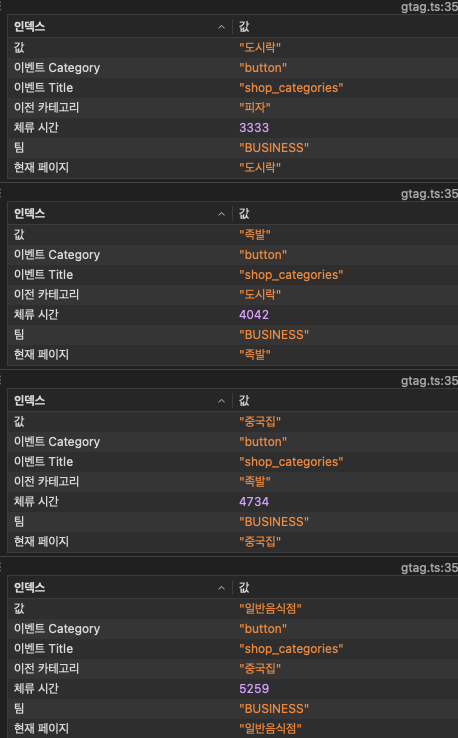 gtag.ts:35
인덱스 값
값 "도시락"
이벤트 Category "button"
이벤트 Title "shop_categories"
이전 카테고리 "피자"
체류 시간 3333
팀 "BUSINESS"
현재 페이지 "도시락"
gtag.ts:35
인덱스 값
값 "족발"
이벤트 Category "button"
이벤트 Title "shop_categories"
이전 카테고리 "도시락"
체류 시간 4042
팀 "BUSINESS"
현재 페이지 "족발"
gtag.ts:35
인덱스 값
값 "중국집"
이벤트 Category "button"
이벤트 Title "shop_categories"
이전 카테고리 "족발"
체류 시간 4734
팀 "BUSINESS"
현재 페이지 "중국집"
gtag.ts:35
인덱스 값
값 "일반음식점"
이벤트 Category "button"
이벤트 Title "shop_categories"
이전 카테고리 "중국집"
체류 시간 5259
팀 "BUSINESS"
현재 페이지 "일반음식점"